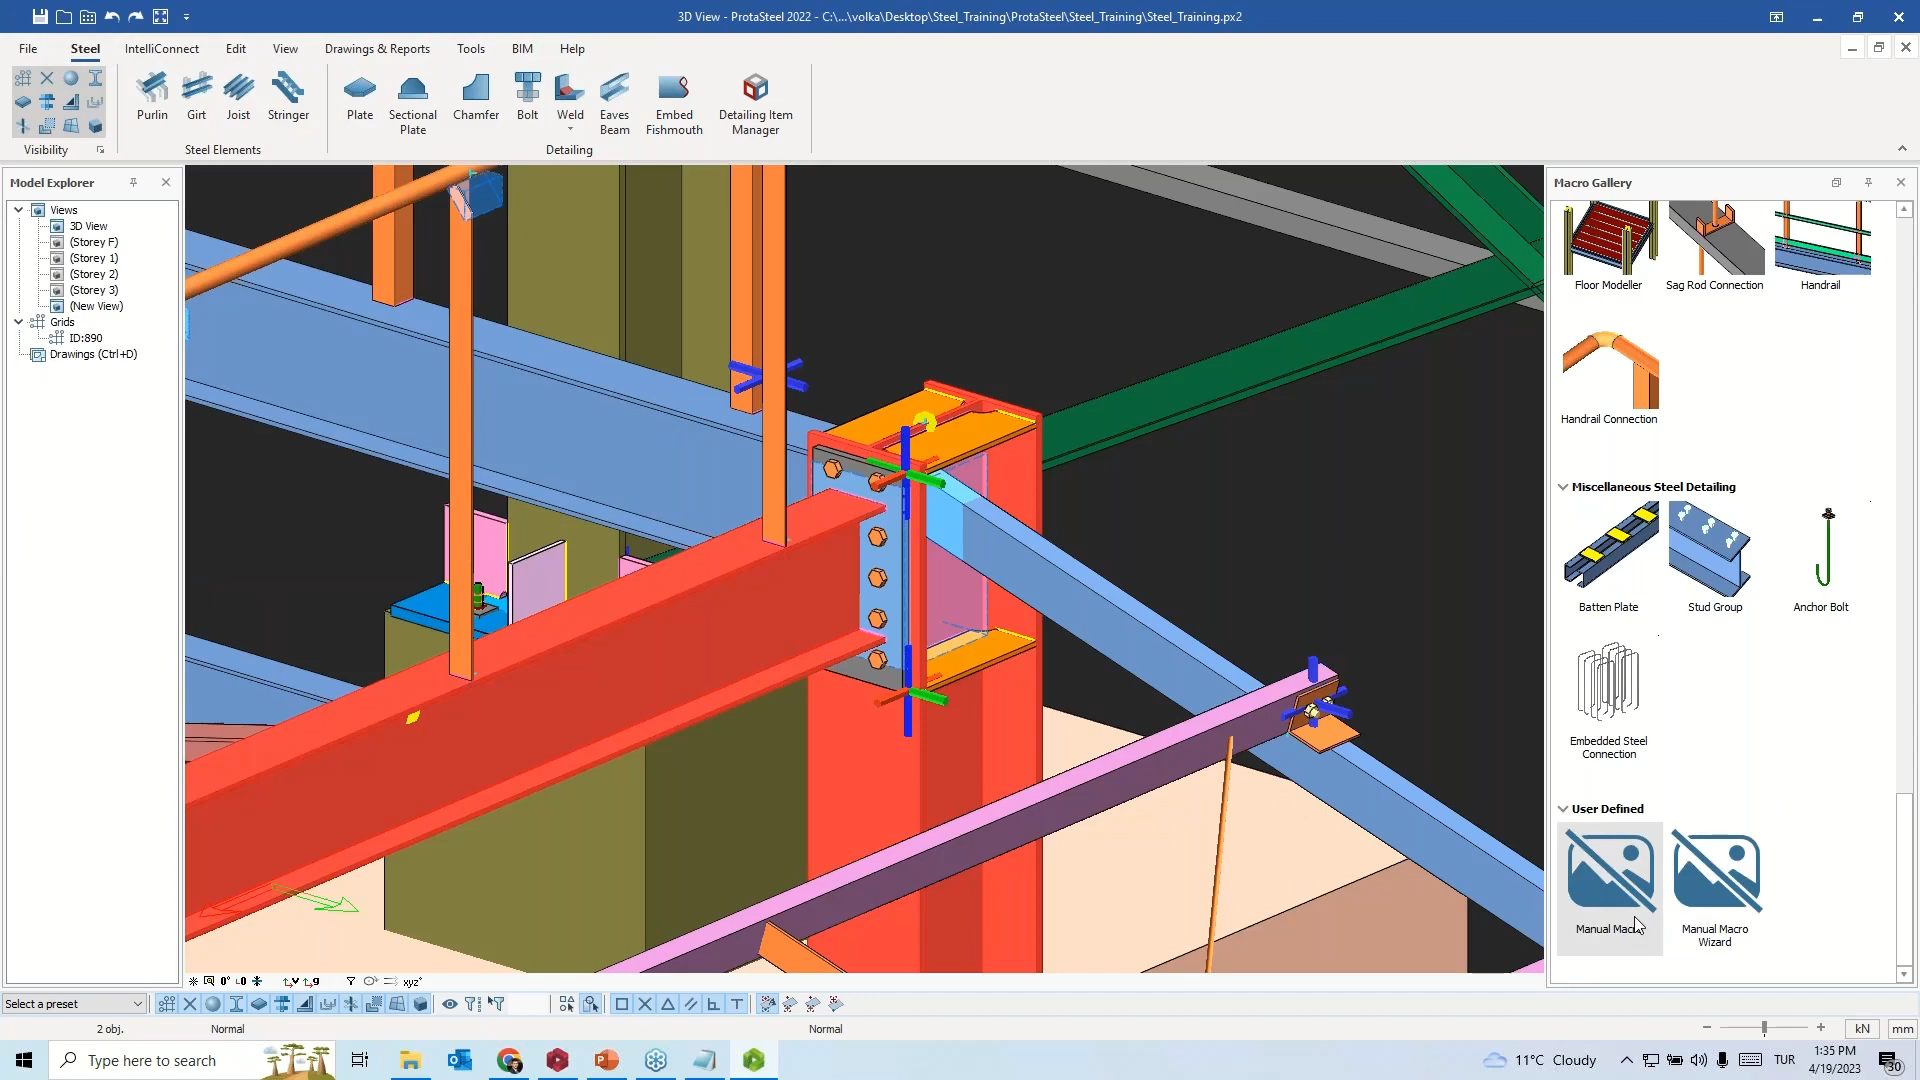 3D View - ProtaSteel 2022 - C:\...\volka\Desktop\Steel_Training\ProtaSteel\Steel_Training\Steel_Training.px2
File Steel IntelliConnect Edit View Drawings & Reports Tools BIM Help
Purlin Girt Joist Stringer Plate Sectional Plate Chamfer Bolt Weld Eaves Beam Embed Fishmouth Detailing Item Manager
Visibility Steel Elements Detailing
Model Explorer
Views
3D View
(Storey F)
(Storey 1)
(Storey 2)
(Storey 3)
(New View)
Grids
ID:890
Drawings (Ctrl+D)
Macro Gallery
Floor Modeller Sag Rod Connection Handrail
Handrail Connection
Miscellaneous Steel Detailing
Batten Plate Stud Group Anchor Bolt
Embedded Steel
Connection
User Defined
Manual Macro Manual Macro
Wizard
xyz
Select a preset
2 obj. Normal Normal kN mm
Type here to search
11°C Cloudy
TUR
1:35 PM
4/19/2023
30